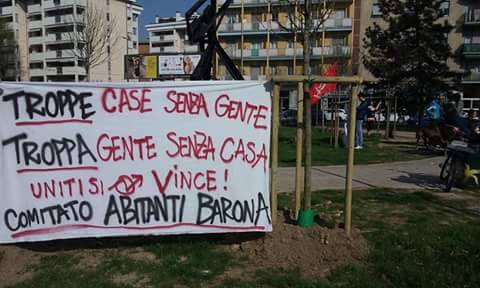 TROPPE CASE SENZA GENTE
TROPPA GENTE SENZA CASA
UNITI SI VINCE!
COMITATO ABITANTI BARONA